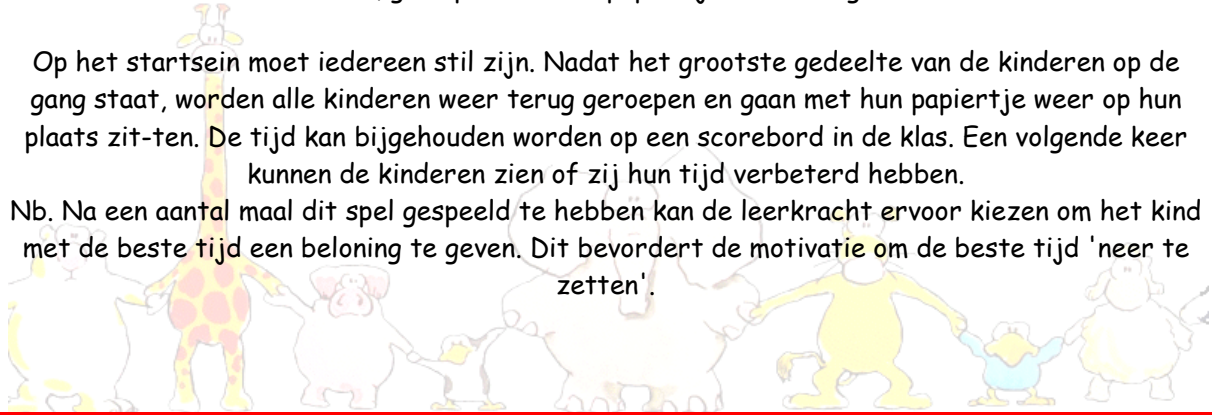 Op het startsein moet iedereen stil zijn. Nadat het grootste gedeelte van de kinderen op de
gang staat, worden alle kinderen weer terug geroepen en gaan met hun papiertje weer op hun
plaats zit-ten. De tijd kan bijgehouden worden op een scorebord in de klas. Een volgende keer
kunnen de kinderen zien of zij hun tijd verbeterd hebben.
Nb. Na een aantal maal dit spel gespeeld te hebben kan de leerkracht ervoor kiezen om het kind
met de beste tijd een beloning te geven. Dit bevordert de motivatie om de beste tijd 'neer te
zetten'.